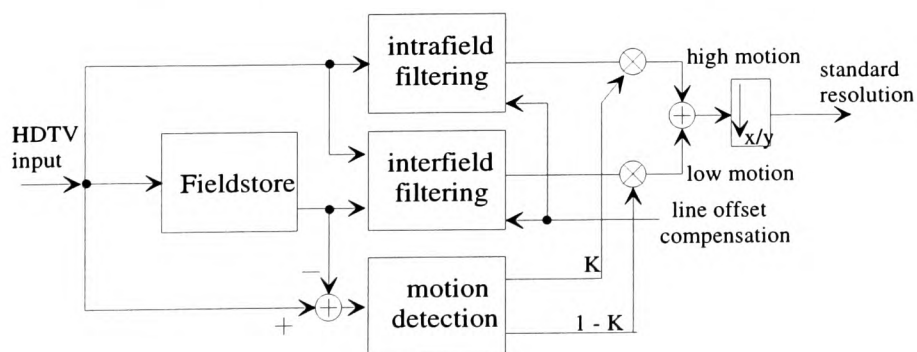 intrafield
filtering
high motion
standard
resolution
x/y
HDTV
input
Fieldstore
interfield
filtering
low motion
line offset
compensation
−
+
motion
detection
K
1 - K